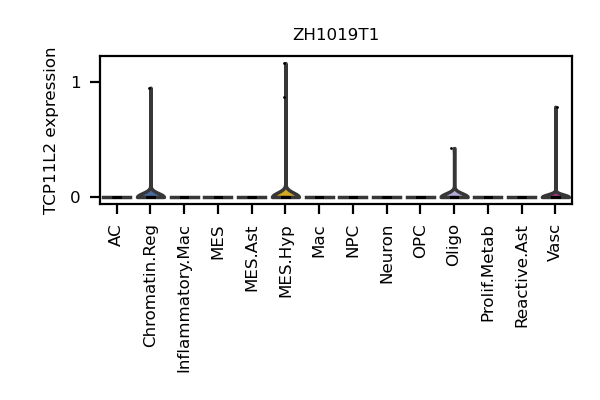 ZH1019T1
TCP11L2 expression
1
0
AC
Chromatin.Reg
Inflammatory.Mac
MES
MES.Ast
MES.Hyp
Mac
NPC
Neuron
OPC
Oligo
Prolif.Metab
Reactive.Ast
Vasc